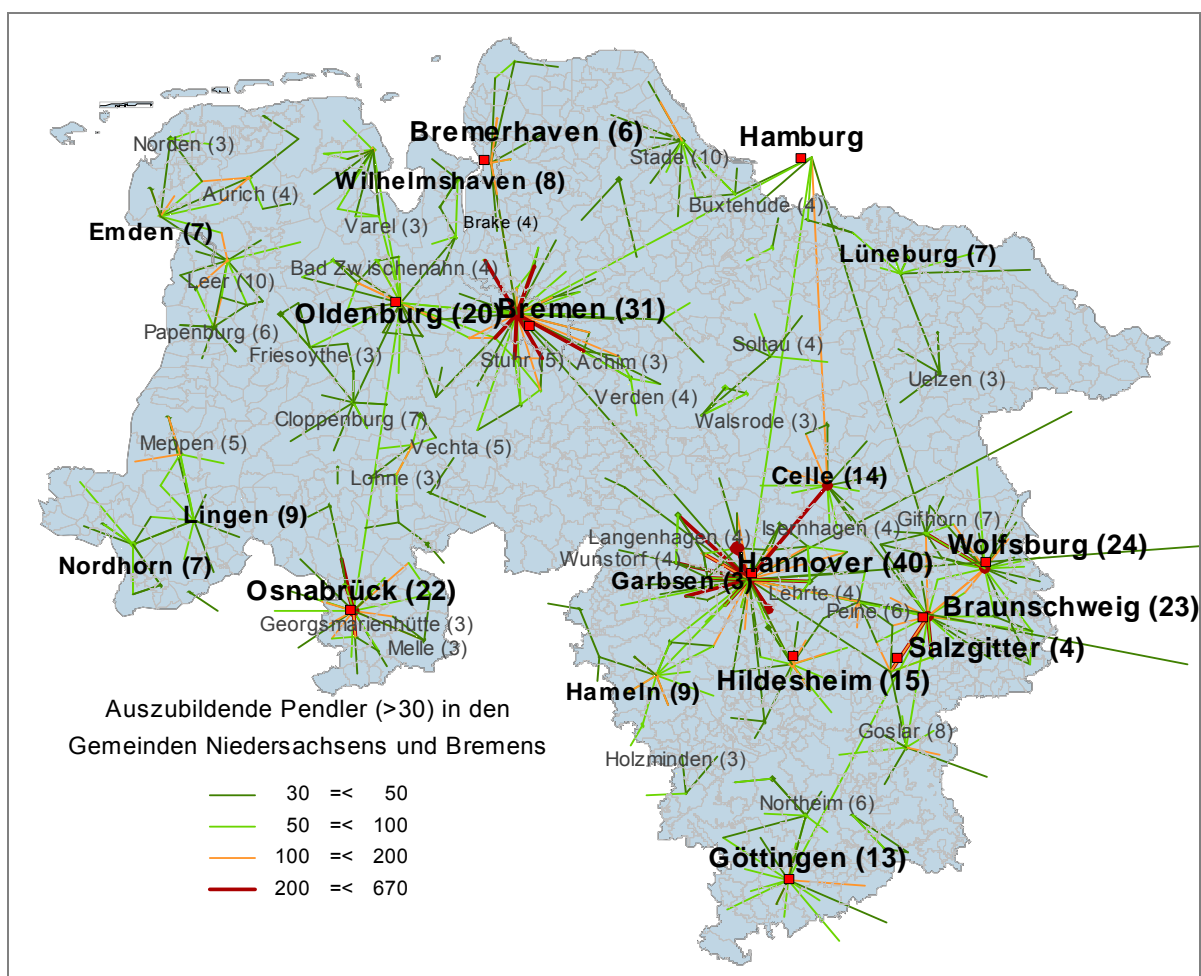 Bremerhaven (6)
Hamburg
Norden (3)
Stade (10)
Wilhelmshaven (8)
Aurich (4)
Buxtehude (4)
Emden (7)
Varel (3)
Brake (4)
Lüneburg (7)
Leer (10)
Bad Zwischenahn (4)
Oldenburg (20)
Bremen (31)
Papenburg (6)
Friesoythe (3)
Stuhr (5)
Achim (3)
Soltau (4)
Uelzen (3)
Verden (4)
Cloppenburg (7)
Walsrode (3)
Meppen (5)
Vechta (5)
Lohne (3)
Celle (14)
Lingen (9)
Langenhagen (4)
Isernhagen (4)
Gifhorn (7)
Wolfsburg (24)
Nordhorn (7)
Wunstorf (4)
Hannover (40)
Garbsen (3)
Osnabrück (22)
Lehrte (4)
Peine (6)
Braunschweig (23)
Georgsmarienhütte (3)
Melle (3)
Salzgitter (4)
Hameln (9)
Hildesheim (15)
Goslar (8)
Holzminden (3)
Northeim (6)
Göttingen (13)
Auszubildende Pendler (>30) in den
Gemeinden Niedersachsens und Bremens
30 =< 50
50 =< 100
100 =< 200
200 =< 670